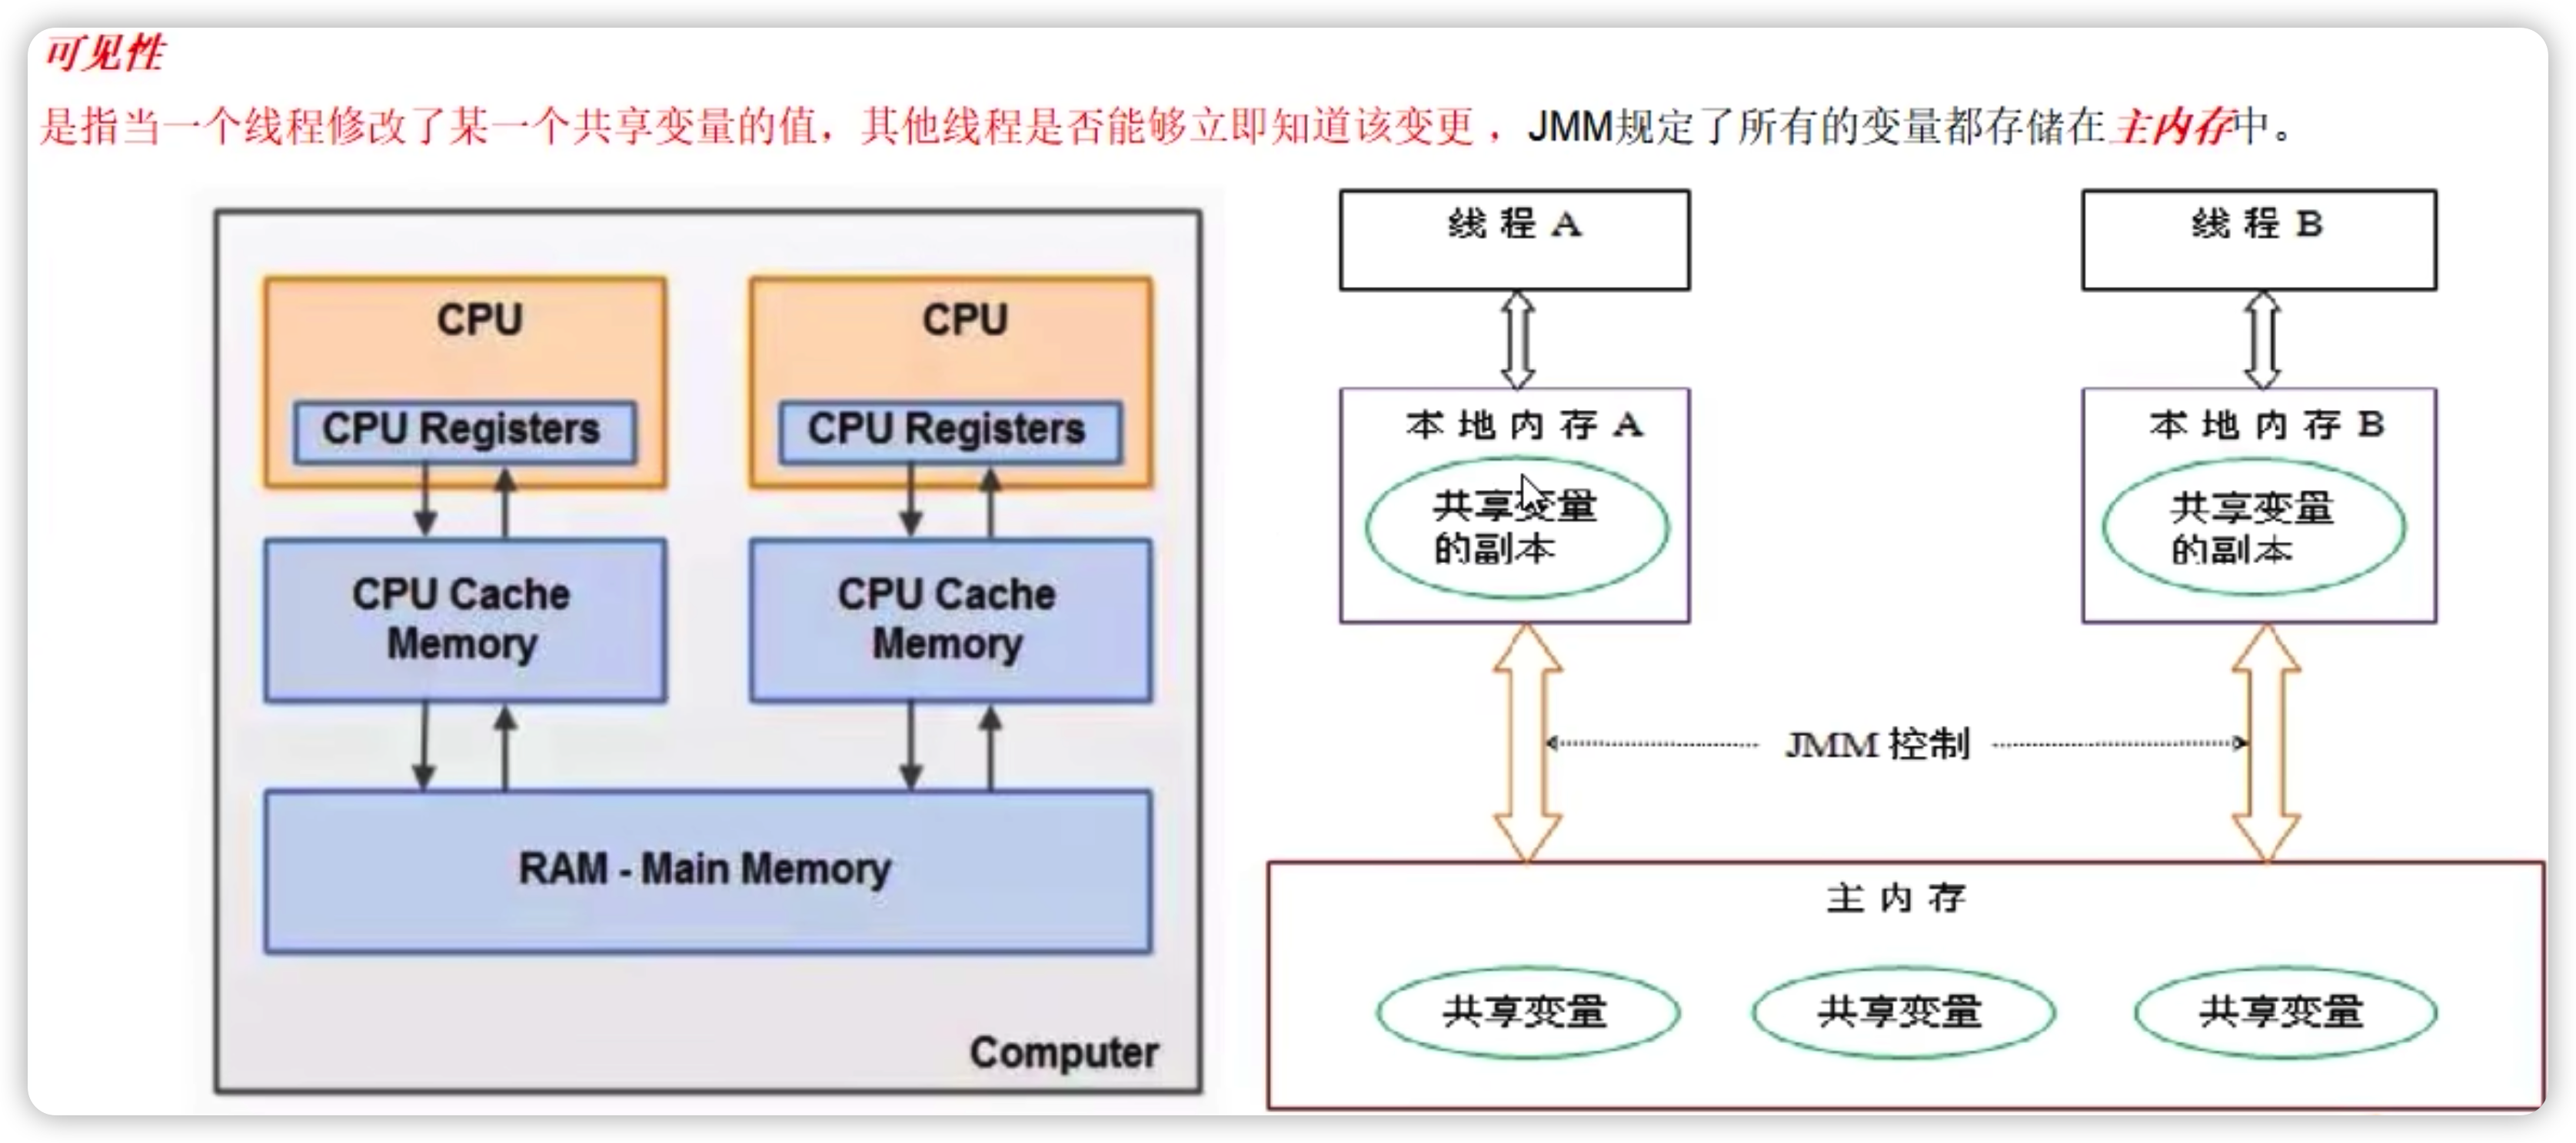 可见性
是指当一个线程修改了某一个共享变量的值，其他线程是否能够立即知道该变更，JMM规定了所有的变量都存储在主内存中。
CPU
CPU
CPU Registers
CPU Registers
CPU Cache
Memory
CPU Cache
Memory
RAM - Main Memory
Computer
线程 A
线程 B
本地内存 A
本地内存 B
共享变量
的副本
共享变量
的副本
JMM 控制
主内存
共享变量
共享变量
共享变量